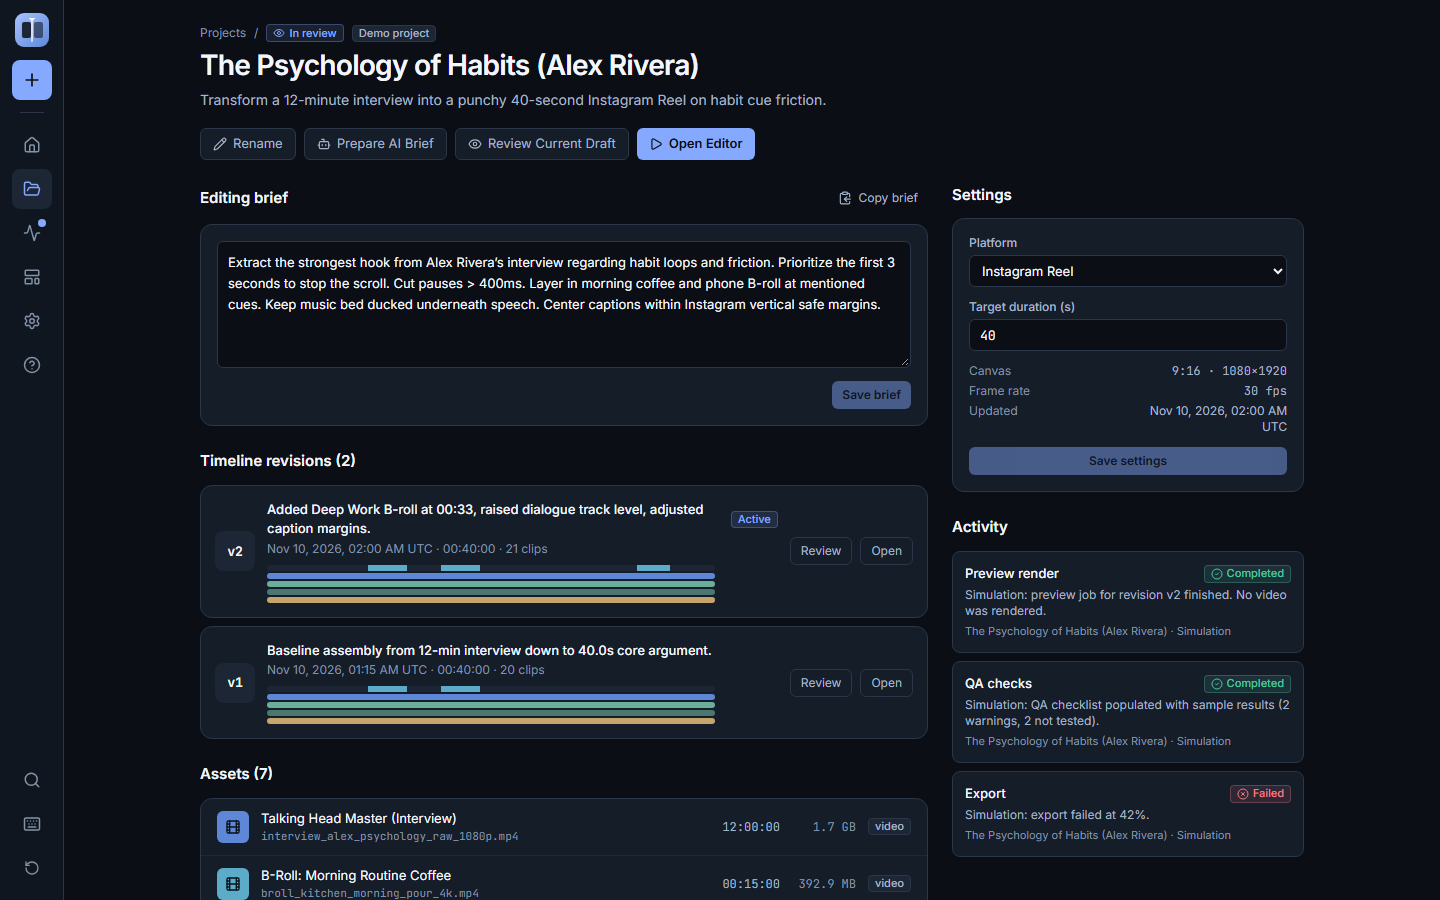 Projects / In review Demo project
The Psychology of Habits (Alex Rivera)
Transform a 12-minute interview into a punchy 40-second Instagram Reel on habit cue friction.
Rename Prepare AI Brief Review Current Draft Open Editor
Editing brief
Copy brief
Extract the strongest hook from Alex Rivera's interview regarding habit loops and friction. Prioritize the first 3
seconds to stop the scroll. Cut pauses > 400ms. Layer in morning coffee and phone B-roll at mentioned
cues. Keep music bed ducked underneath speech. Center captions within Instagram vertical safe margins.
Save brief
Timeline revisions (2)
v2
Added Deep Work B-roll at 00:33, raised dialogue track level, adjusted
caption margins.
Active
Nov 10, 2026, 02:00 AM UTC · 00:40:00 · 21 clips
Review Open
v1
Baseline assembly from 12-min interview down to 40.0s core argument.
Nov 10, 2026, 01:15 AM UTC · 00:40:00 · 20 clips
Review Open
Assets (7)
Talking Head Master (Interview)
interview_alex_psychology_raw_1080p.mp4
12:00:00 1.7 GB video
B-Roll: Morning Routine Coffee
broll_kitchen_morning_pour_4k.mp4
00:15:00 392.9 MB video
Settings
Platform
Instagram Reel
Target duration (s)
40
Canvas 9:16 · 1080×1920
Frame rate 30 fps
Updated Nov 10, 2026, 02:00 AM
UTC
Save settings
Activity
Preview render Completed
Simulation: preview job for revision v2 finished. No video
was rendered.
The Psychology of Habits (Alex Rivera) · Simulation
QA checks Completed
Simulation: QA checklist populated with sample results (2
warnings, 2 not tested).
The Psychology of Habits (Alex Rivera) · Simulation
Export Failed
Simulation: export failed at 42%.
The Psychology of Habits (Alex Rivera) · Simulation